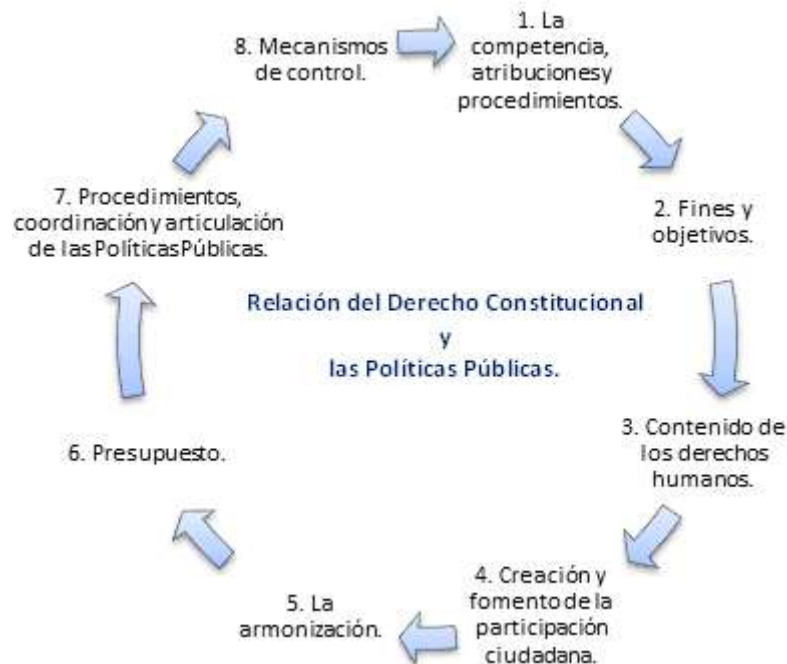 1. La
competencia,
atribuciones y
procedimientos.
2. Fines y
objetivos.
3. Contenido de
los derechos
humanos.
4. Creación y
fomento de la
participación
ciudadana.
5. La
armonización.
6. Presupuesto.
7. Procedimientos,
coordinación y articulación
de las Políticas Públicas.
8. Mecanismos
de control.
Relación del Derecho Constitucional
y
las Políticas Públicas.